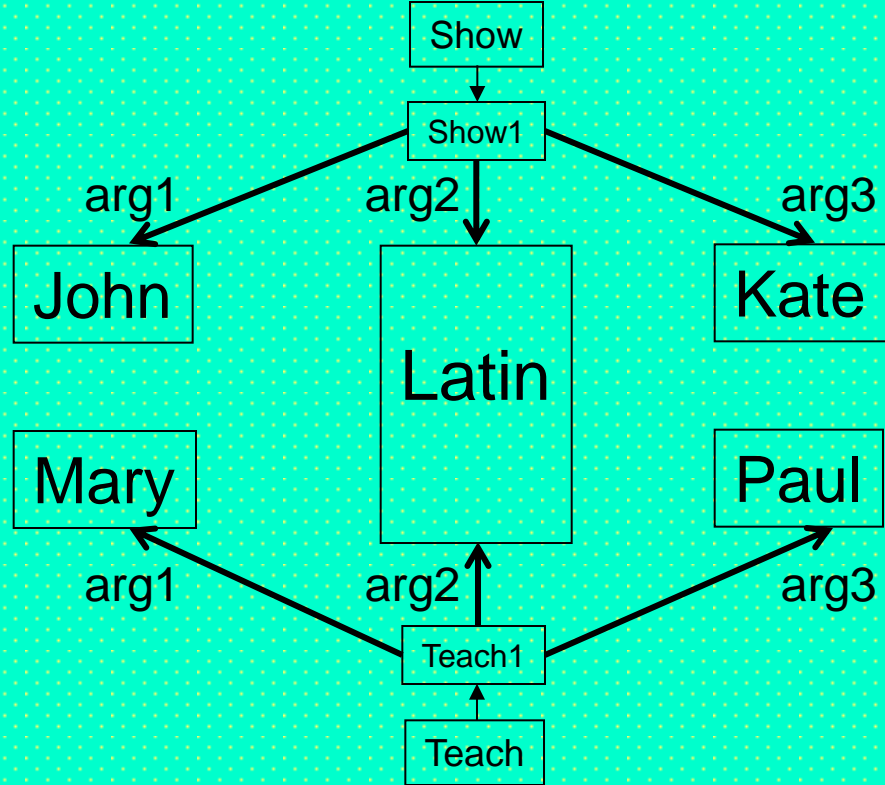 Show
Show1
arg1 arg2 arg3
John Kate
Latin
Mary Paul
arg1 arg2 arg3
Teach1
Teach